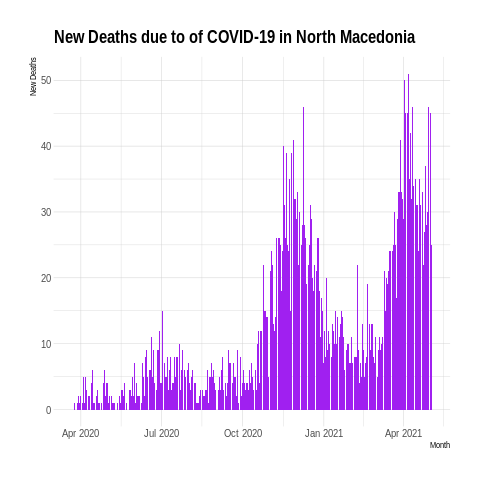 New Deaths due to of COVID-19 in North Macedonia
New Deaths
50
40
30
20
10
0
Apr 2020 Jul 2020 Oct 2020 Jan 2021 Apr 2021
Month